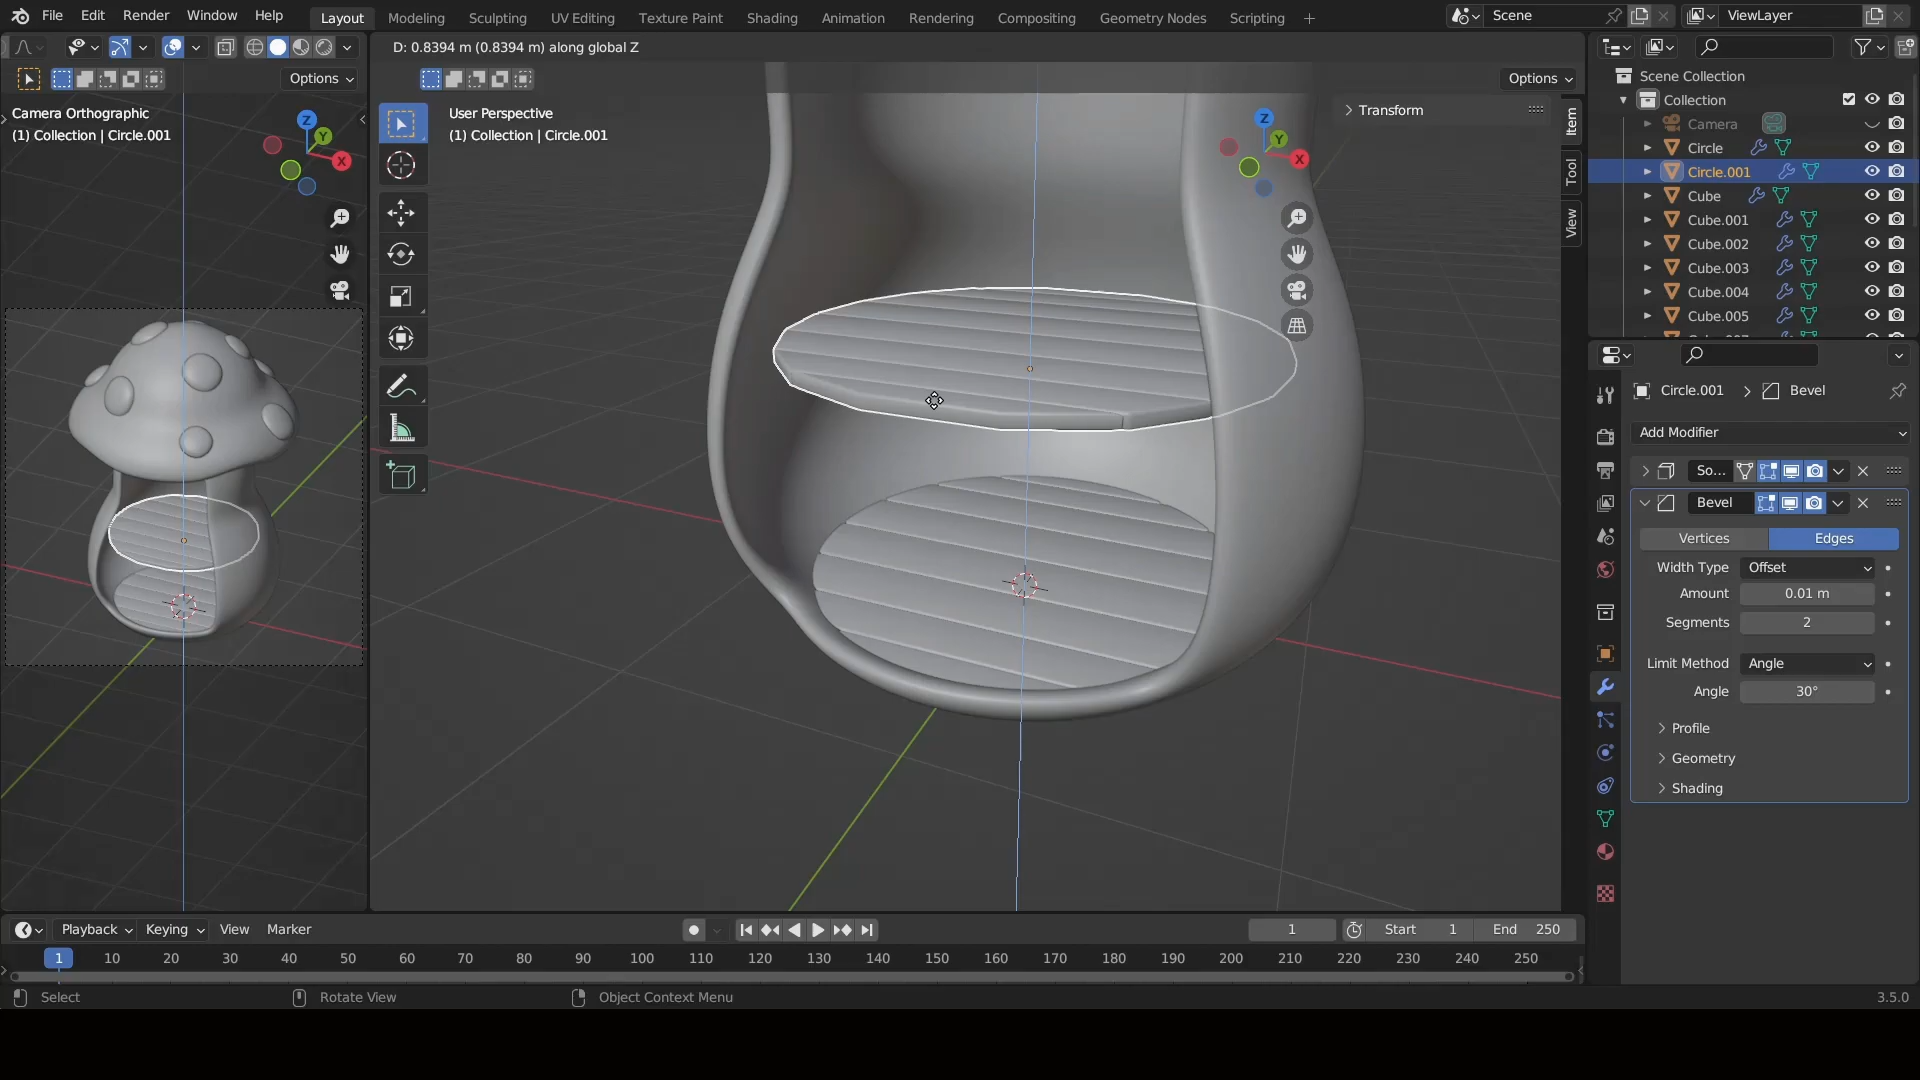 File Edit Render Window Help Layout Modeling Sculpting UV Editing Texture Paint Shading Animation Rendering Compositing Geometry Nodes Scripting + Scene ViewLayer
D: 0.8394 m (0.8394 m) along global Z
Options
Options
Camera Orthographic
(1) Collection | Circle.001
User Perspective
(1) Collection | Circle.001
Z
Y
X
Z
Y
X
Transform
Item
Tool
View
Scene Collection
Collection
Camera
Circle
Circle.001
Cube
Cube.001
Cube.002
Cube.003
Cube.004
Cube.005
Circle.001 > Bevel
Add Modifier
So...
Bevel
Vertices Edges
Width Type Offset
Amount 0.01 m
Segments 2
Limit Method Angle
Angle 30°
Profile
Geometry
Shading
Playback Keying View Marker 1 Start 1 End 250
1 10 20 30 40 50 60 70 80 90 100 110 120 130 140 150 160 170 180 190 200 210 220 230 240 250
Select Rotate View Object Context Menu 3.5.0